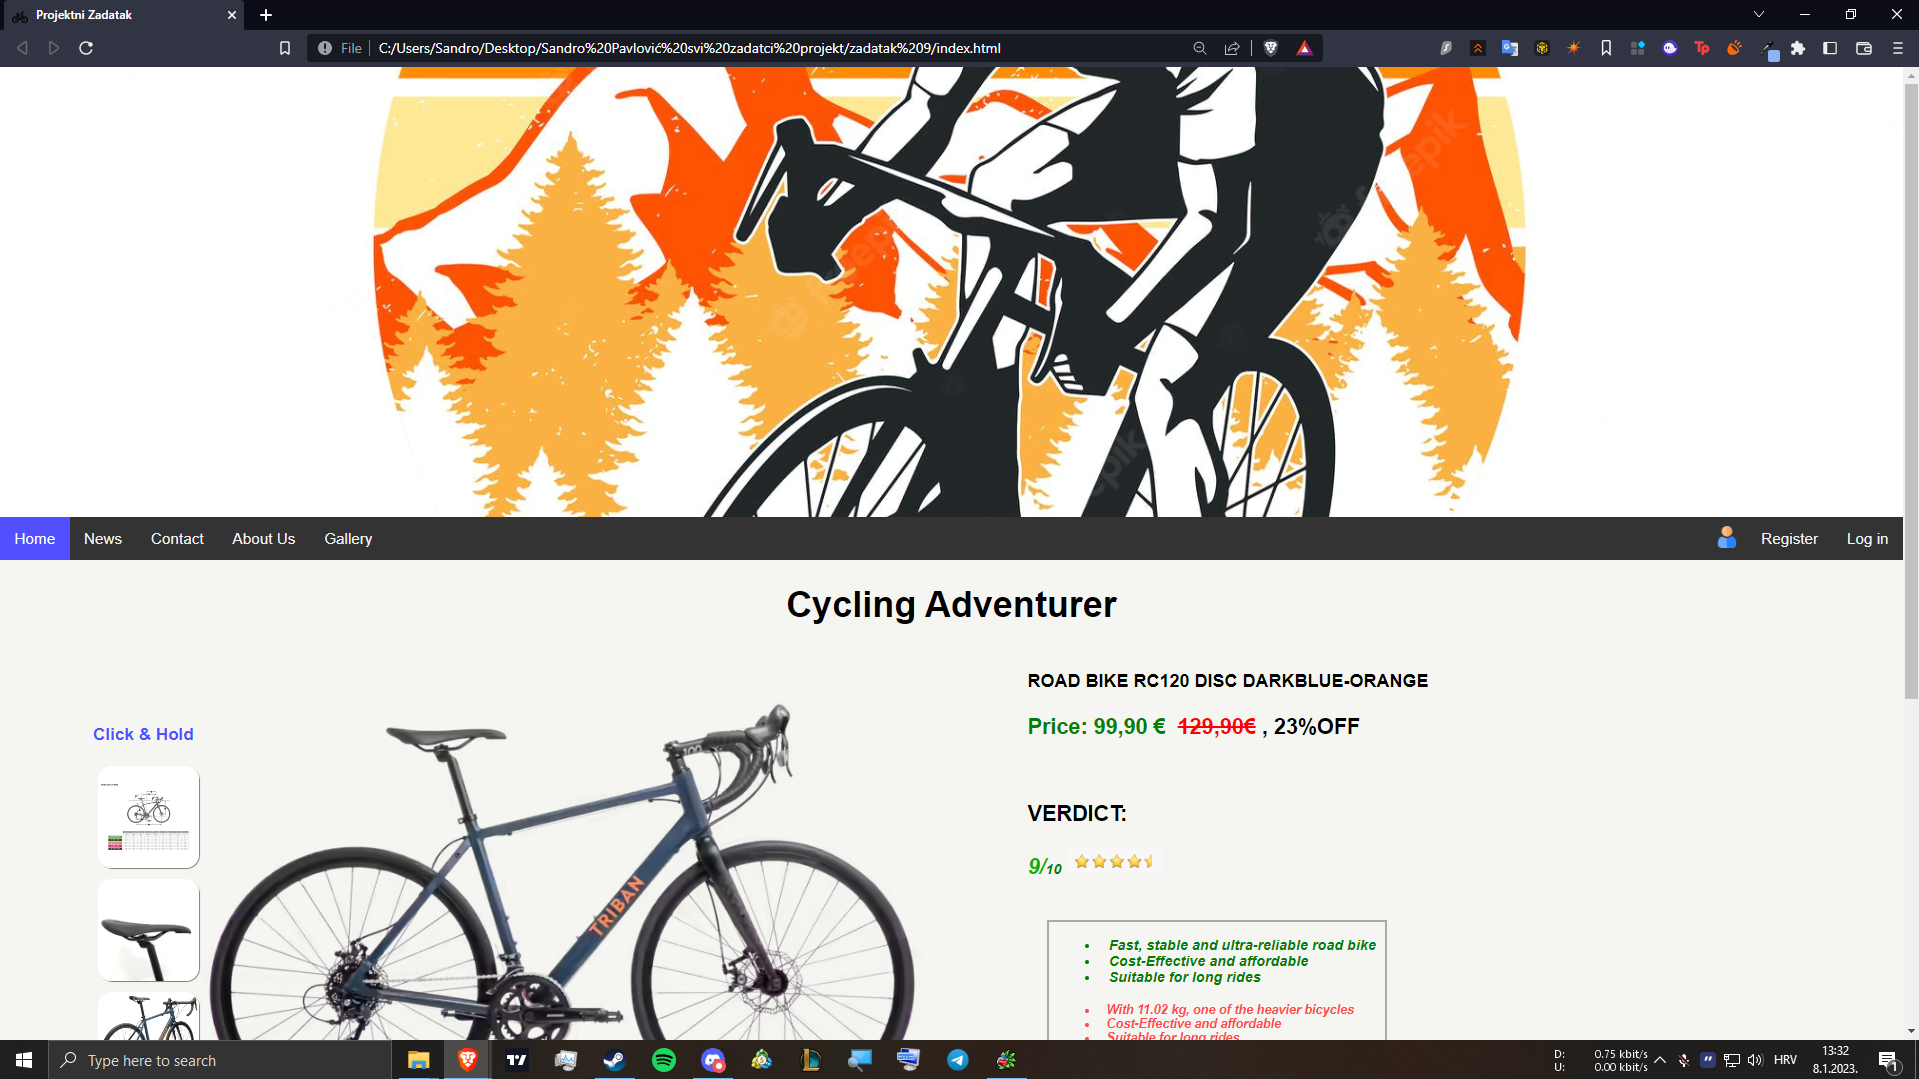 Projektni Zadatak
File
C:/Users/Sandro/Desktop/Sandro%20Pavlović%20svi%20zadatci%20projekt/zadatak%209/index.html
freepik
freepik
Home
News
Contact
About Us
Gallery
Register
Log in
Cycling Adventurer
ROAD BIKE RC120 DISC DARKBLUE-ORANGE
Price: 99,90 € 129,90€ , 23%OFF
Click & Hold
VERDICT:
9/10
TRIBAN
Fast, stable and ultra-reliable road bike
Cost-Effective and affordable
Suitable for long rides
With 11.02 kg, one of the heavier bicycles
Cost-Effective and affordable
Suitable for long rides
Type here to search
D: 0.75 kbit/s
U: 0.00 kbit/s
HRV
13:32
8.1.2023.
1